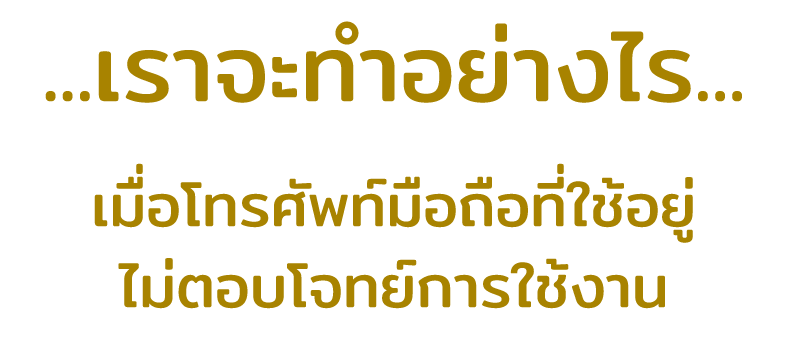 ...เราจะทำอย่างไร...
เมื่อโทรศัพท์มือถือที่ใช้อยู่
ไม่ตอบโจทย์การใช้งาน